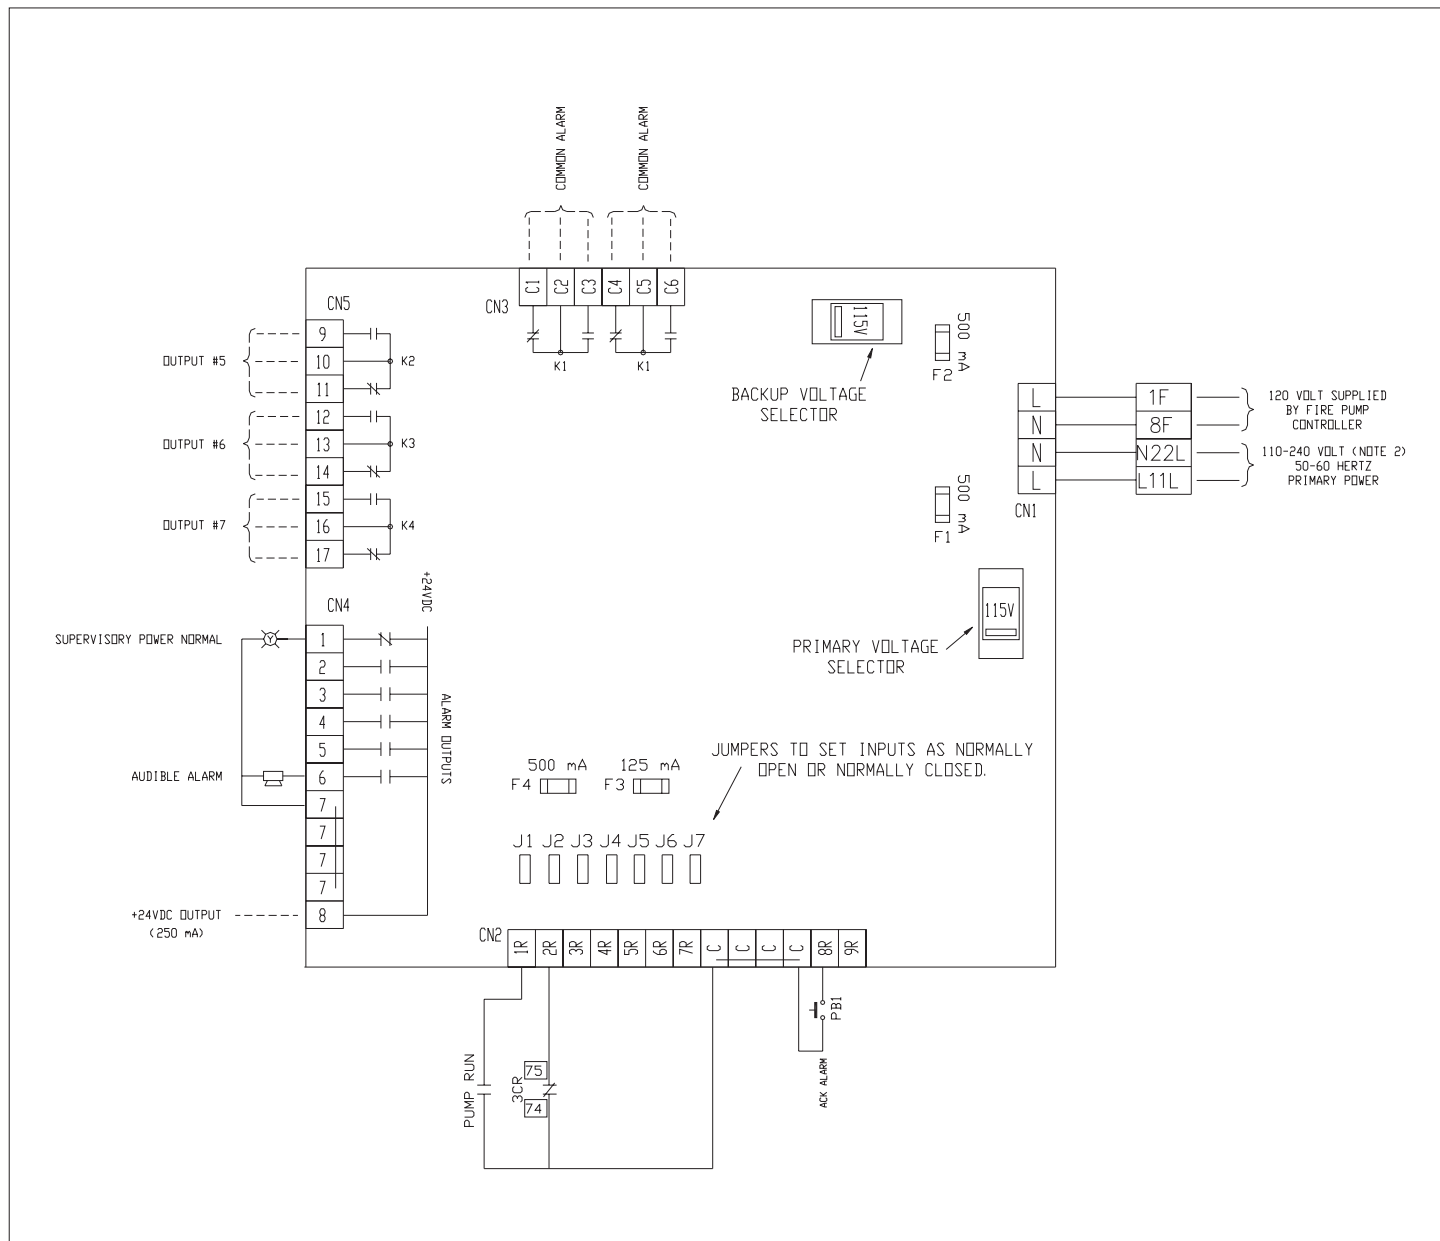 COMMON ALARM
COMMON ALARM
CN3
C1
C2
C3
C4
C5
C6
K1
K1
CN5
OUTPUT #5
9
10
11
K2
OUTPUT #6
12
13
14
K3
OUTPUT #7
15
16
17
K4
115V
BACKUP VOLTAGE
SELECTOR
500 mA
F2
L
N
N
L
CN1
1F
8F
N22L
L11L
120 VOLT SUPPLIED
BY FIRE PUMP
CONTROLLER
110-240 VOLT (NOTE 2)
50-60 HERTZ
PRIMARY POWER
500 mA
F1
115V
PRIMARY VOLTAGE
SELECTOR
CN4
+24VDC
SUPERVISORY POWER NORMAL
Y
1
2
3
4
5
ALARM OUTPUTS
AUDIBLE ALARM
6
7
7
7
7
+24VDC OUTPUT
(250 mA)
8
JUMPERS TO SET INPUTS AS NORMALLY
OPEN OR NORMALLY CLOSED.
500 mA
F4
125 mA
F3
J1 J2 J3 J4 J5 J6 J7
CN2
1R
2R
3R
4R
5R
6R
7R
C
C
C
C
8R
9R
PUMP RUN
3CR
75
74
PB1
ACK ALARM